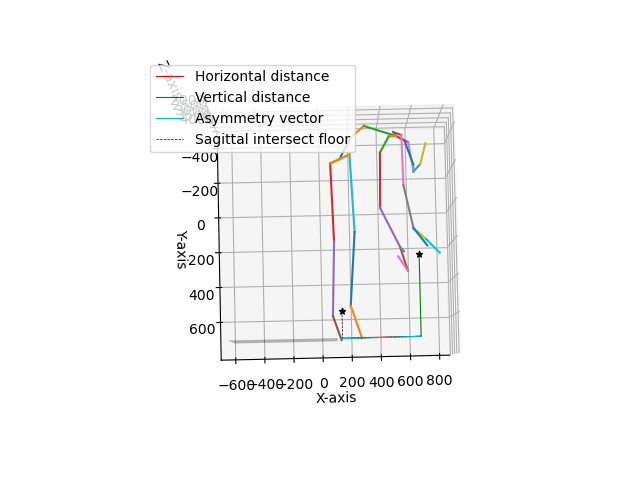 Horizontal distance
Vertical distance
Asymmetry vector
Sagittal intersect floor
Z-axis
−400
−200
0
200
400
600
Y-axis
−600
−400
−200
0
200
400
600
800
X-axis